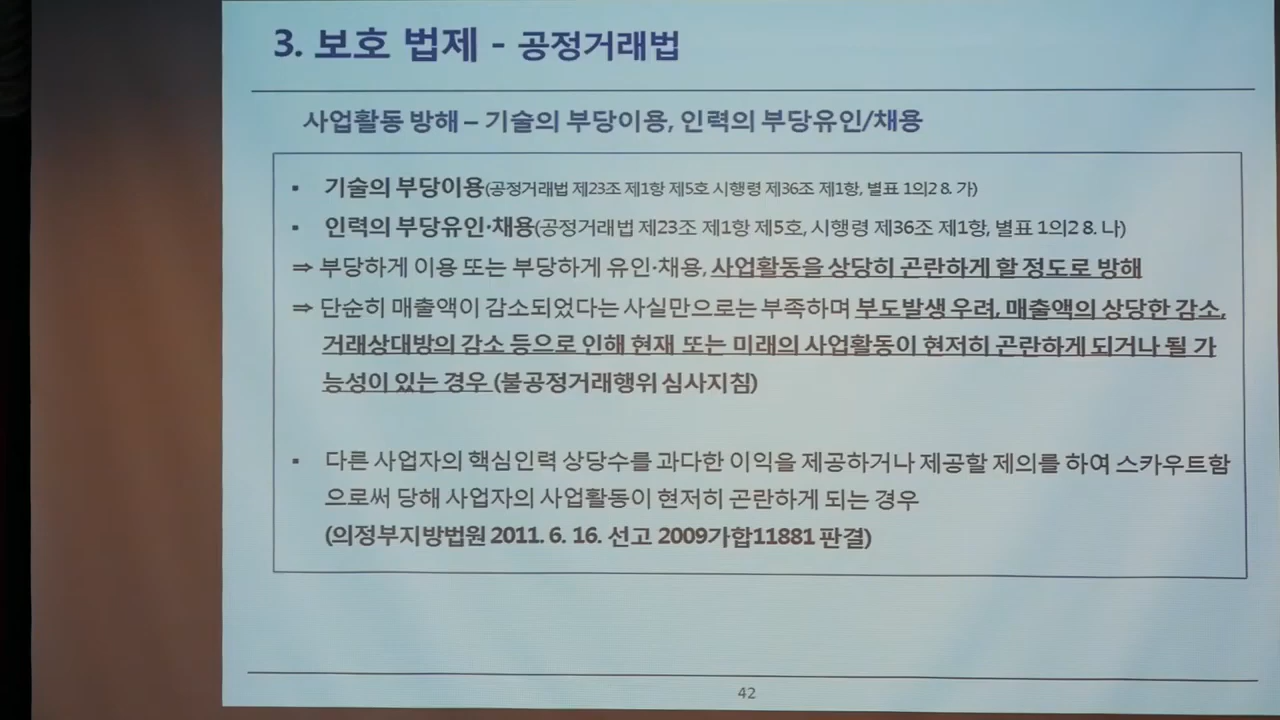 3. 보호 법제 - 공정거래법
사업활동 방해 – 기술의 부당이용, 인력의 부당유인/채용
▪ 기술의 부당이용(공정거래법 제23조 제1항 제5호 시행령 제36조 제1항, 별표 1의2 8. 가)
▪ 인력의 부당유인·채용(공정거래법 제23조 제1항 제5호, 시행령 제36조 제1항, 별표 1의2 8. 나)
⇒ 부당하게 이용 또는 부당하게 유인·채용, 사업활동을 상당히 곤란하게 할 정도로 방해
⇒ 단순히 매출액이 감소되었다는 사실만으로는 부족하며 부도발생 우려, 매출액의 상당한 감소,
거래상대방의 감소 등으로 인해 현재 또는 미래의 사업활동이 현저히 곤란하게 되거나 될 가
능성이 있는 경우 (불공정거래행위 심사지침)
▪ 다른 사업자의 핵심인력 상당수를 과다한 이익을 제공하거나 제공할 제의를 하여 스카우트함
으로써 당해 사업자의 사업활동이 현저히 곤란하게 되는 경우
(의정부지방법원 2011. 6. 16. 선고 2009가합11881 판결)
42